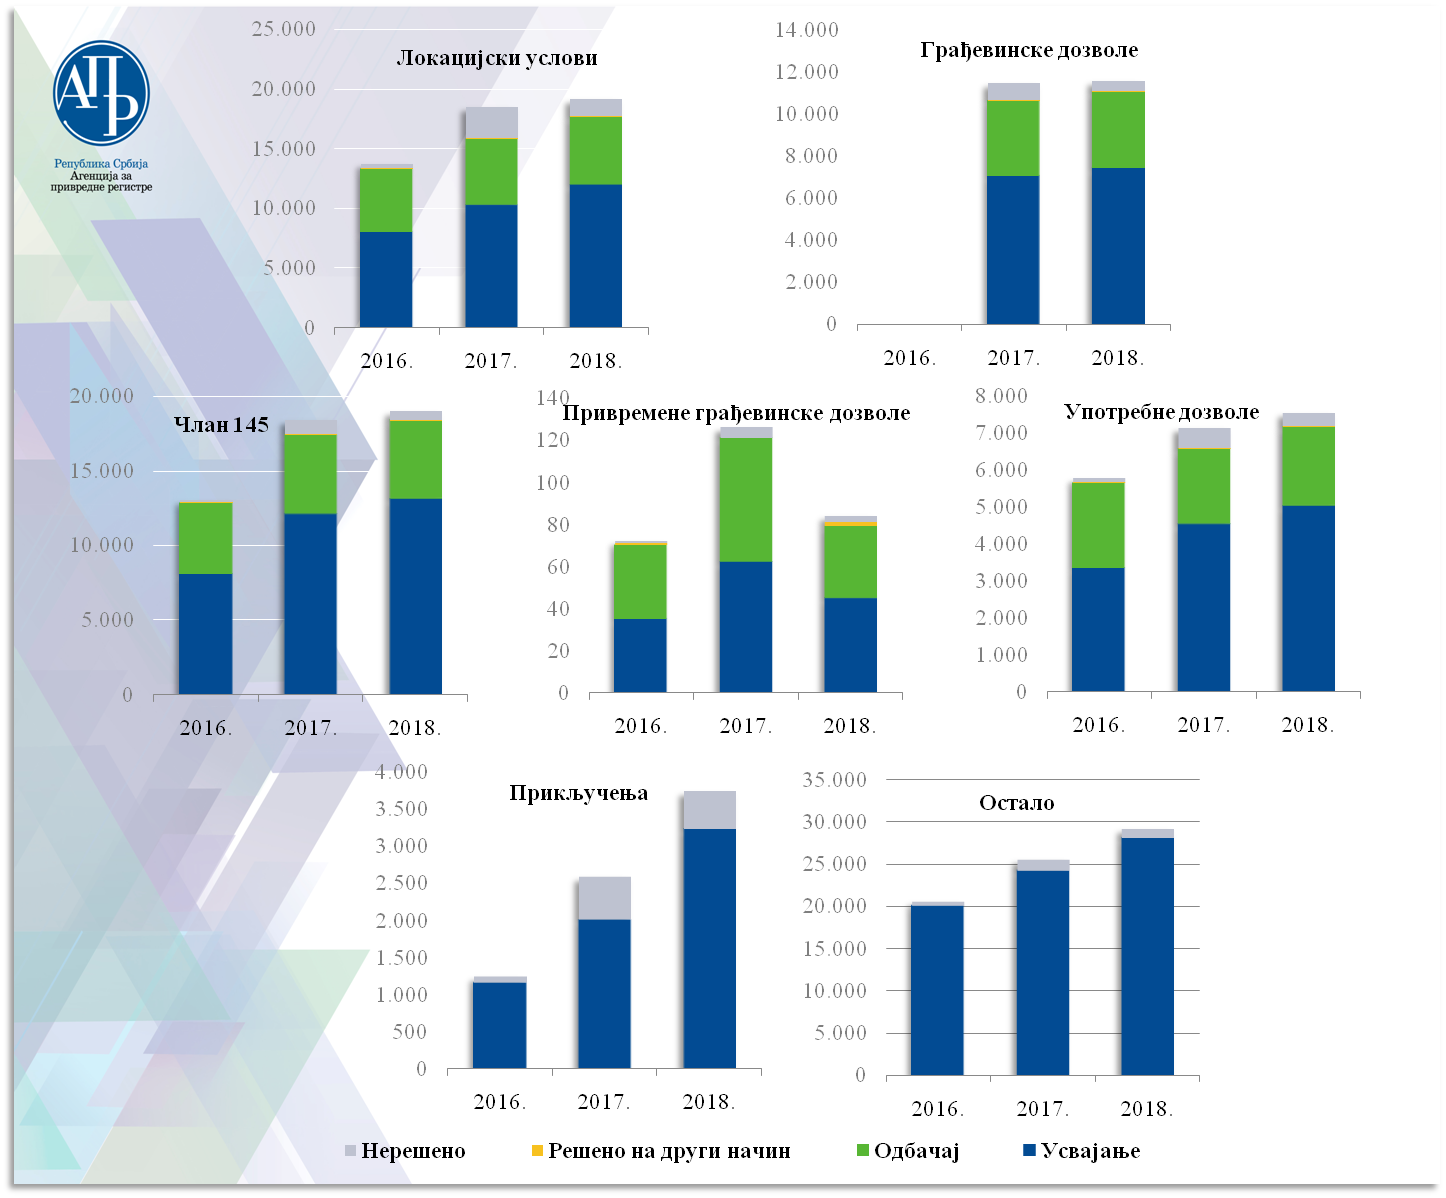 АПР
Република Србија
Агенција за
привредне регистре
Локацијски услови
25.000
20.000
15.000
10.000
5.000
0
2016. 2017. 2018.
Грађевинске дозволе
14.000
12.000
10.000
8.000
6.000
4.000
2.000
0
2016. 2017. 2018.
Члан 145
20.000
15.000
10.000
5.000
0
2016. 2017. 2018.
Привремене грађевинске дозволе
140
120
100
80
60
40
20
0
2016. 2017. 2018.
Употребне дозволе
8.000
7.000
6.000
5.000
4.000
3.000
2.000
1.000
0
2016. 2017. 2018.
Прикључења
4.000
3.500
3.000
2.500
2.000
1.500
1.000
500
0
2016. 2017. 2018.
Остало
35.000
30.000
25.000
20.000
15.000
10.000
5.000
0
2016. 2017. 2018.
Нерешено Решено на други начин Одбачај Усвајање